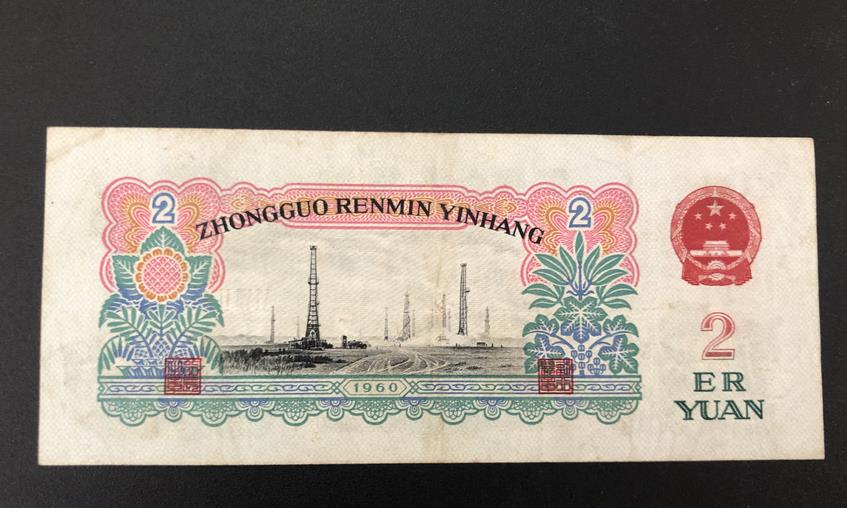 2
ZHONGGUO RENMIN YINHANG
2
1960
2
ER
YUAN